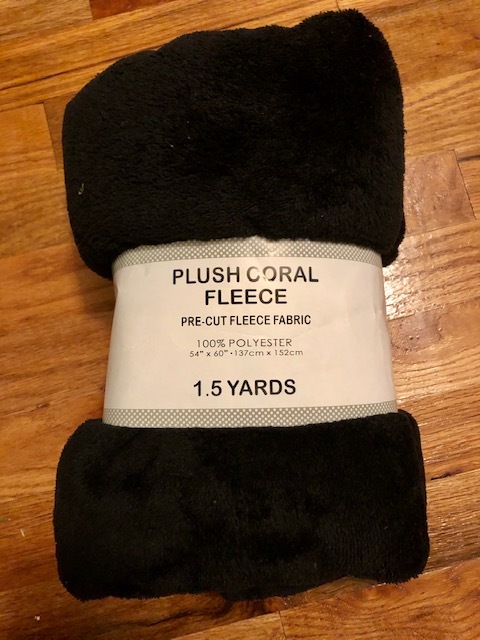 PLUSH CORAL
FLEECE
PRE-CUT FLEECE FABRIC
100% POLYESTER
54" x 60" • 137cm x 152cm
1.5 YARDS